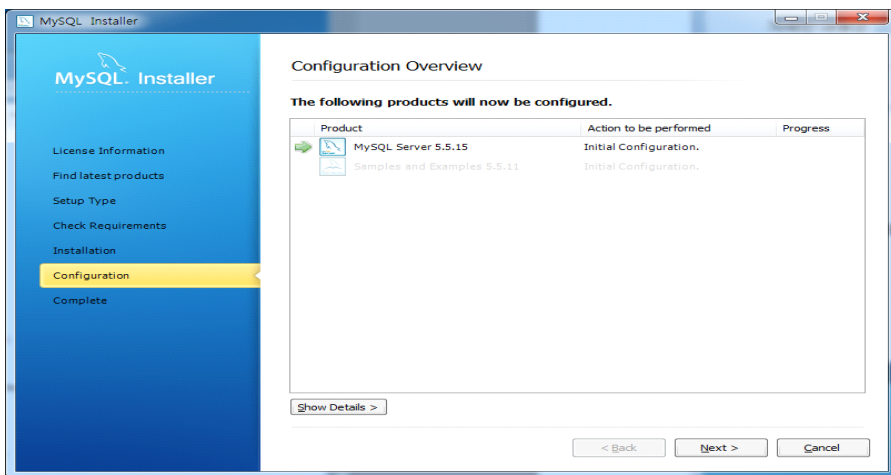 MySQL Installer
MySQL. Installer
License Information
Find latest products
Setup Type
Check Requirements
Installation
Configuration
Complete
Configuration Overview
The following products will now be configured.
Product Action to be performed Progress
MySQL Server 5.5.15 Initial Configuration.
Samples and Examples 5.5.11 Initial Configuration.
Show Details >
< Back Next > Cancel